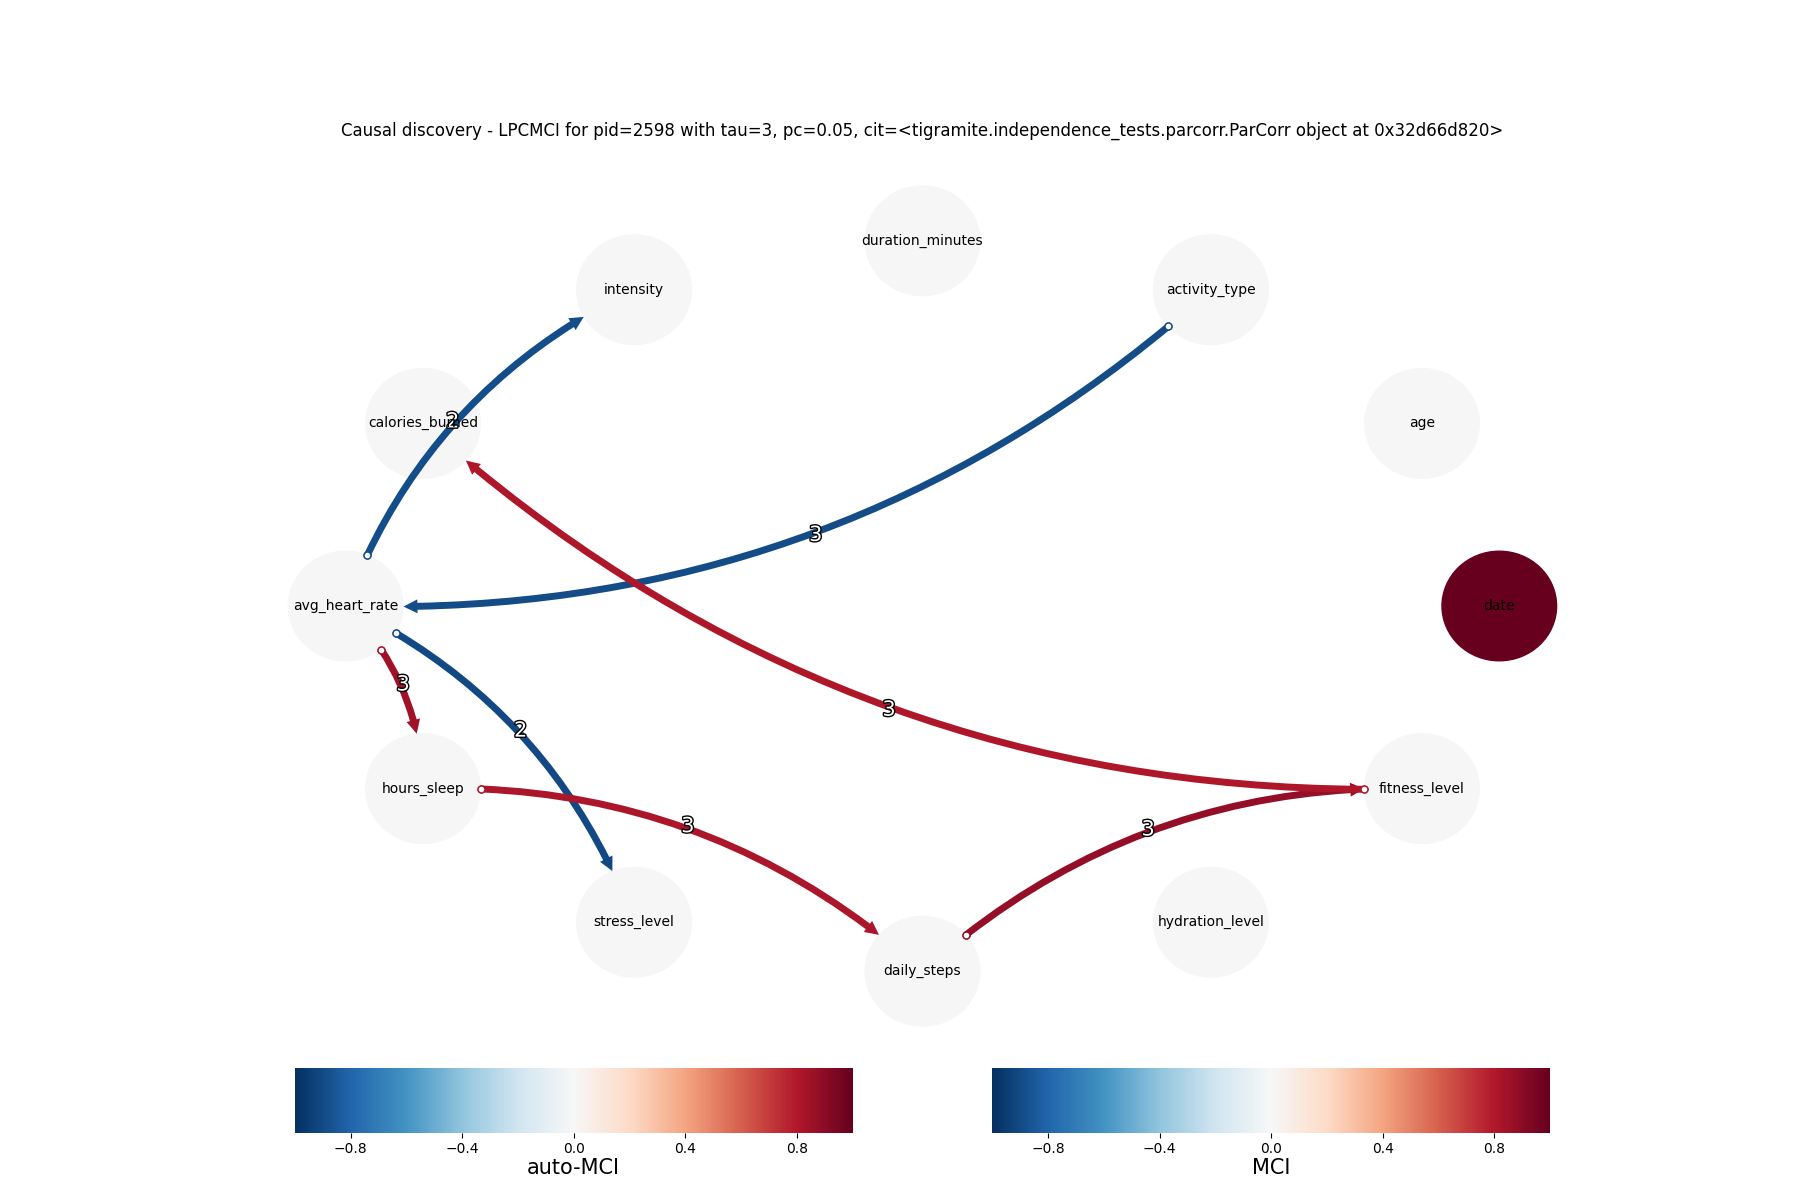 Causal discovery - LPCMCI for pid=2598 with tau=3, pc=0.05, cit=<tigramite.independence_tests.parcorr.ParCorr object at 0x32d66d820>
duration_minutes
intensity
activity_type
2
calories_burned
age
3
avg_heart_rate
date
3
3
2
hours_sleep
fitness_level
3
3
stress_level
hydration_level
daily_steps
−0.8 −0.4 0.0 0.4 0.8
auto-MCI
−0.8 −0.4 0.0 0.4 0.8
MCI